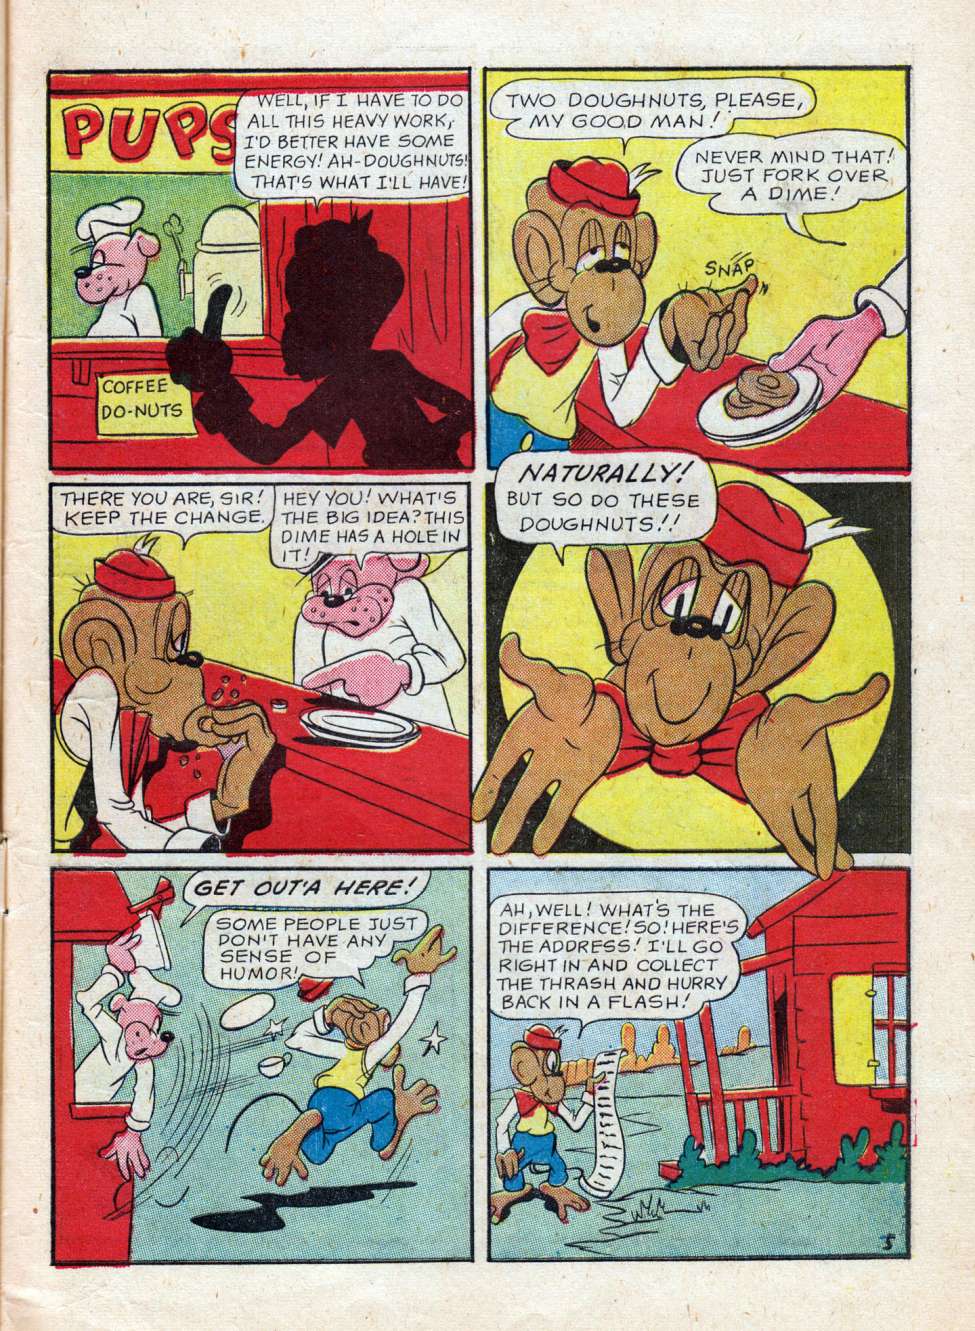 PUPS
WELL, IF I HAVE TO DO
ALL THIS HEAVY WORK,
I'D BETTER HAVE SOME
ENERGY! AH-DOUGHNUTS!
THAT'S WHAT I'LL HAVE!
COFFEE
DO-NUTS
TWO DOUGHNUTS, PLEASE,
MY GOOD MAN!
NEVER MIND THAT!
JUST FORK OVER
A DIME!
SNAP
THERE YOU ARE, SIR!
KEEP THE CHANGE.
HEY YOU! WHAT'S
THE BIG IDEA? THIS
DIME HAS A HOLE IN
IT!
NATURALLY!
BUT SO DO THESE
DOUGHNUTS!!
GET OUT'A HERE!
SOME PEOPLE JUST
DON'T HAVE ANY
SENSE OF
HUMOR!
AH, WELL! WHAT'S THE
DIFFERENCE! SO! HERE'S
THE ADDRESS! I'LL GO
RIGHT IN AND COLLECT
THE THRASH AND HURRY
BACK IN A FLASH!
5